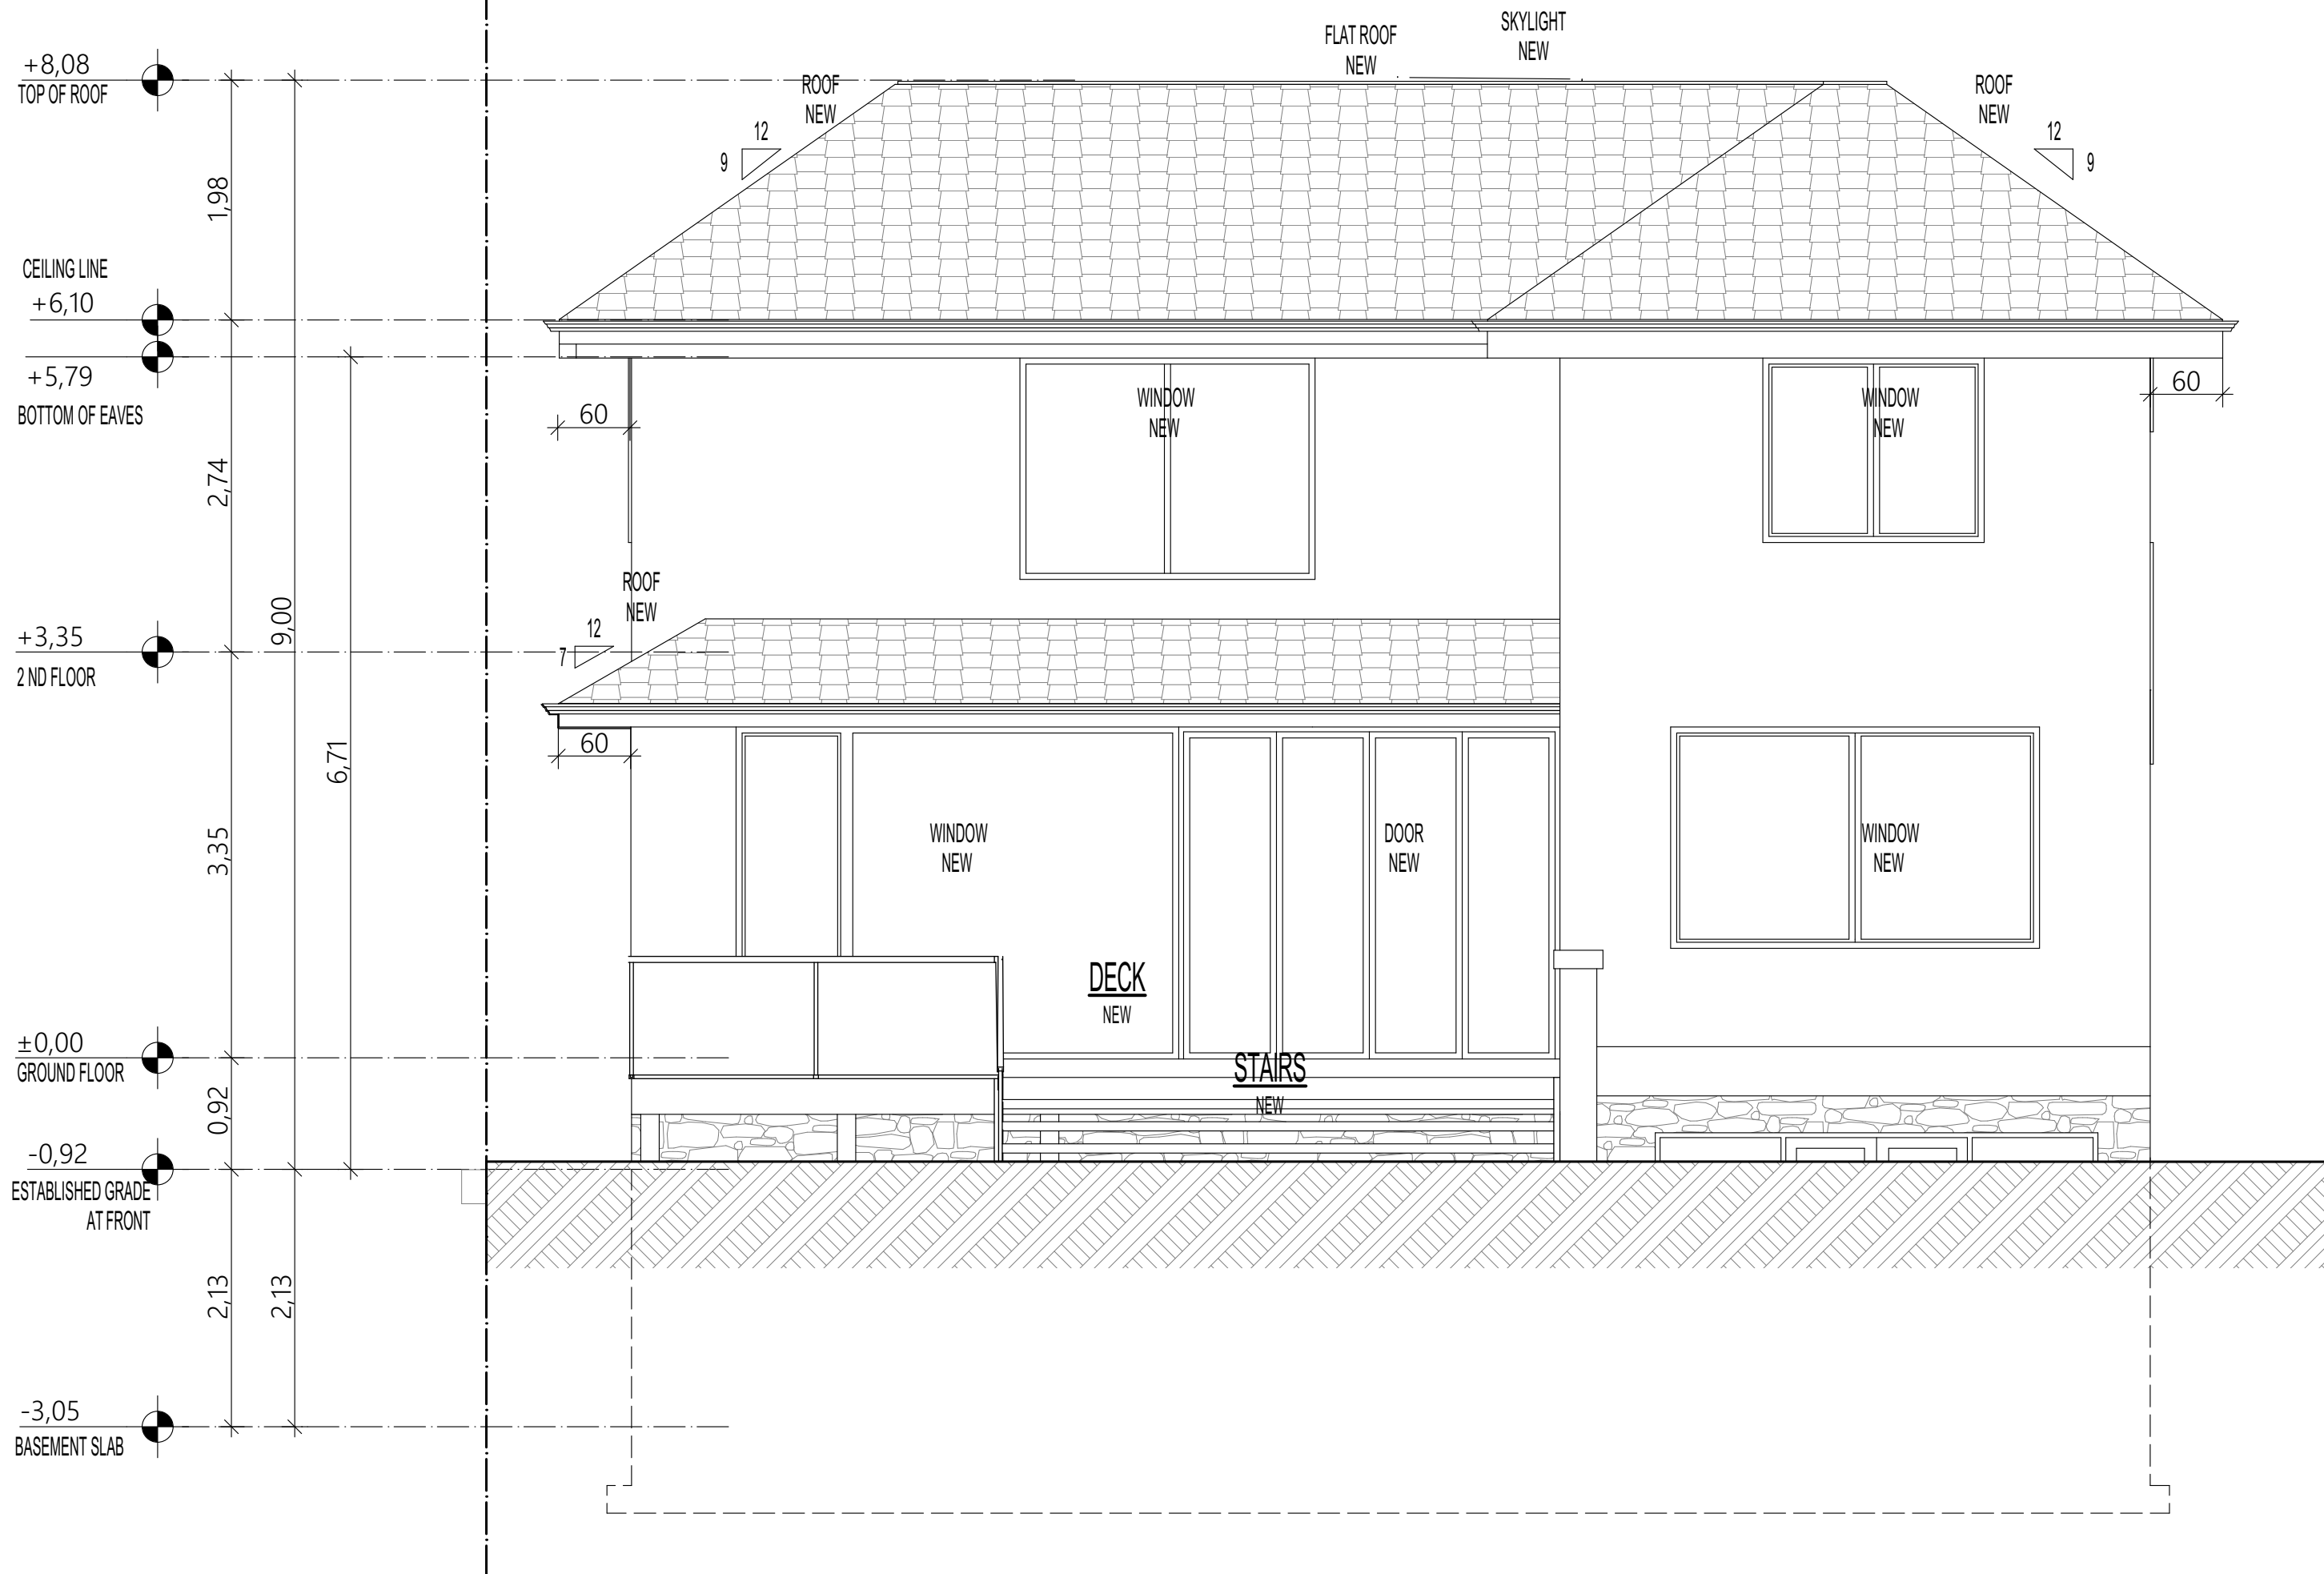 FLAT ROOF
NEW
SKYLIGHT
NEW
+8,08
TOP OF ROOF
ROOF
NEW
12
9
ROOF
NEW
12
9
1,98
CEILING LINE
+6,10
+5,79
BOTTOM OF EAVES
60
60
WINDOW
NEW
WINDOW
NEW
2,74
9,00
ROOF
NEW
12
7
+3,35
2 ND FLOOR
60
6,71
3,35
WINDOW
NEW
DOOR
NEW
WINDOW
NEW
DECK
NEW
±0,00
GROUND FLOOR
STAIRS
NEW
0,92
-0,92
ESTABLISHED GRADE
AT FRONT
2,13
2,13
-3,05
BASEMENT SLAB